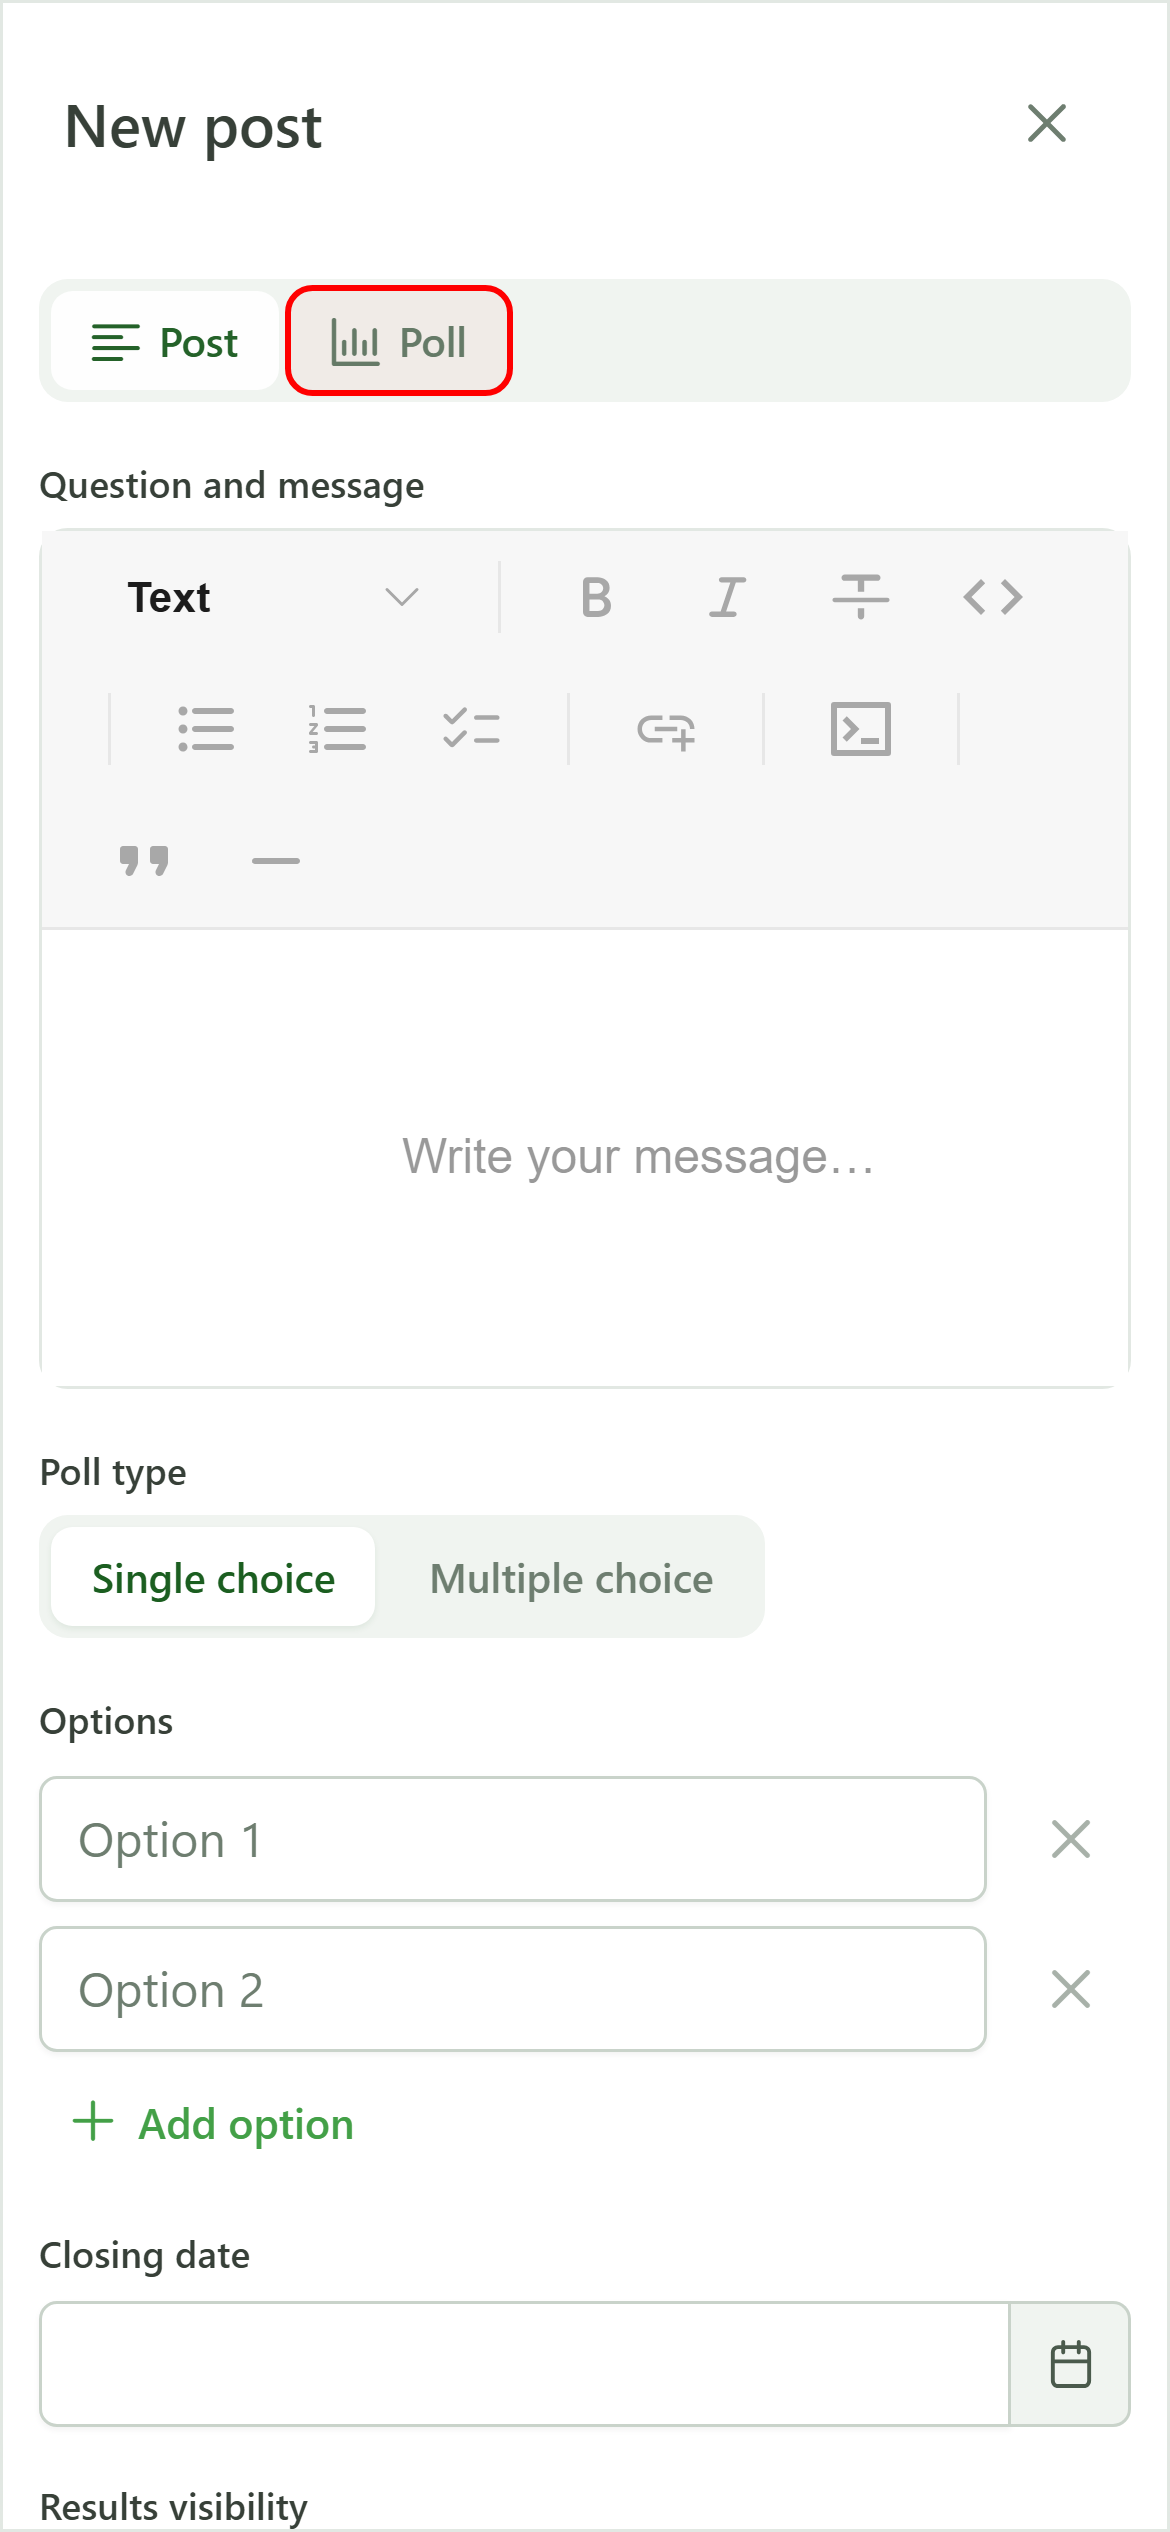 New post
Post Poll
Question and message
Text
Write your message...
Poll type
Single choice Multiple choice
Options
Option 1
Option 2
Add option
Closing date
Results visibility